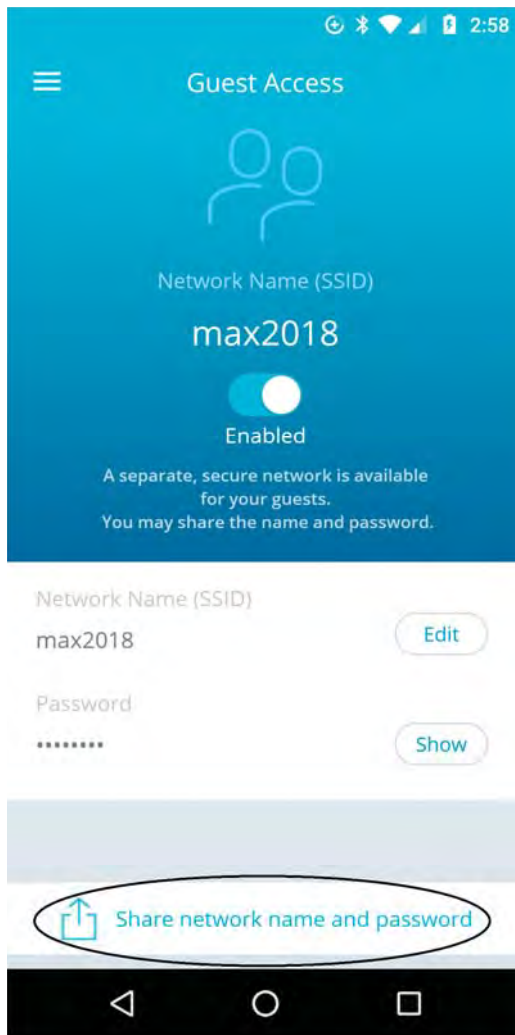 2:58
Guest Access
Network Name (SSID)
max2018
Enabled
A separate, secure network is available
for your guests.
You may share the name and password.
Network Name (SSID)
max2018
Edit
Password
••••••••
Show
Share network name and password